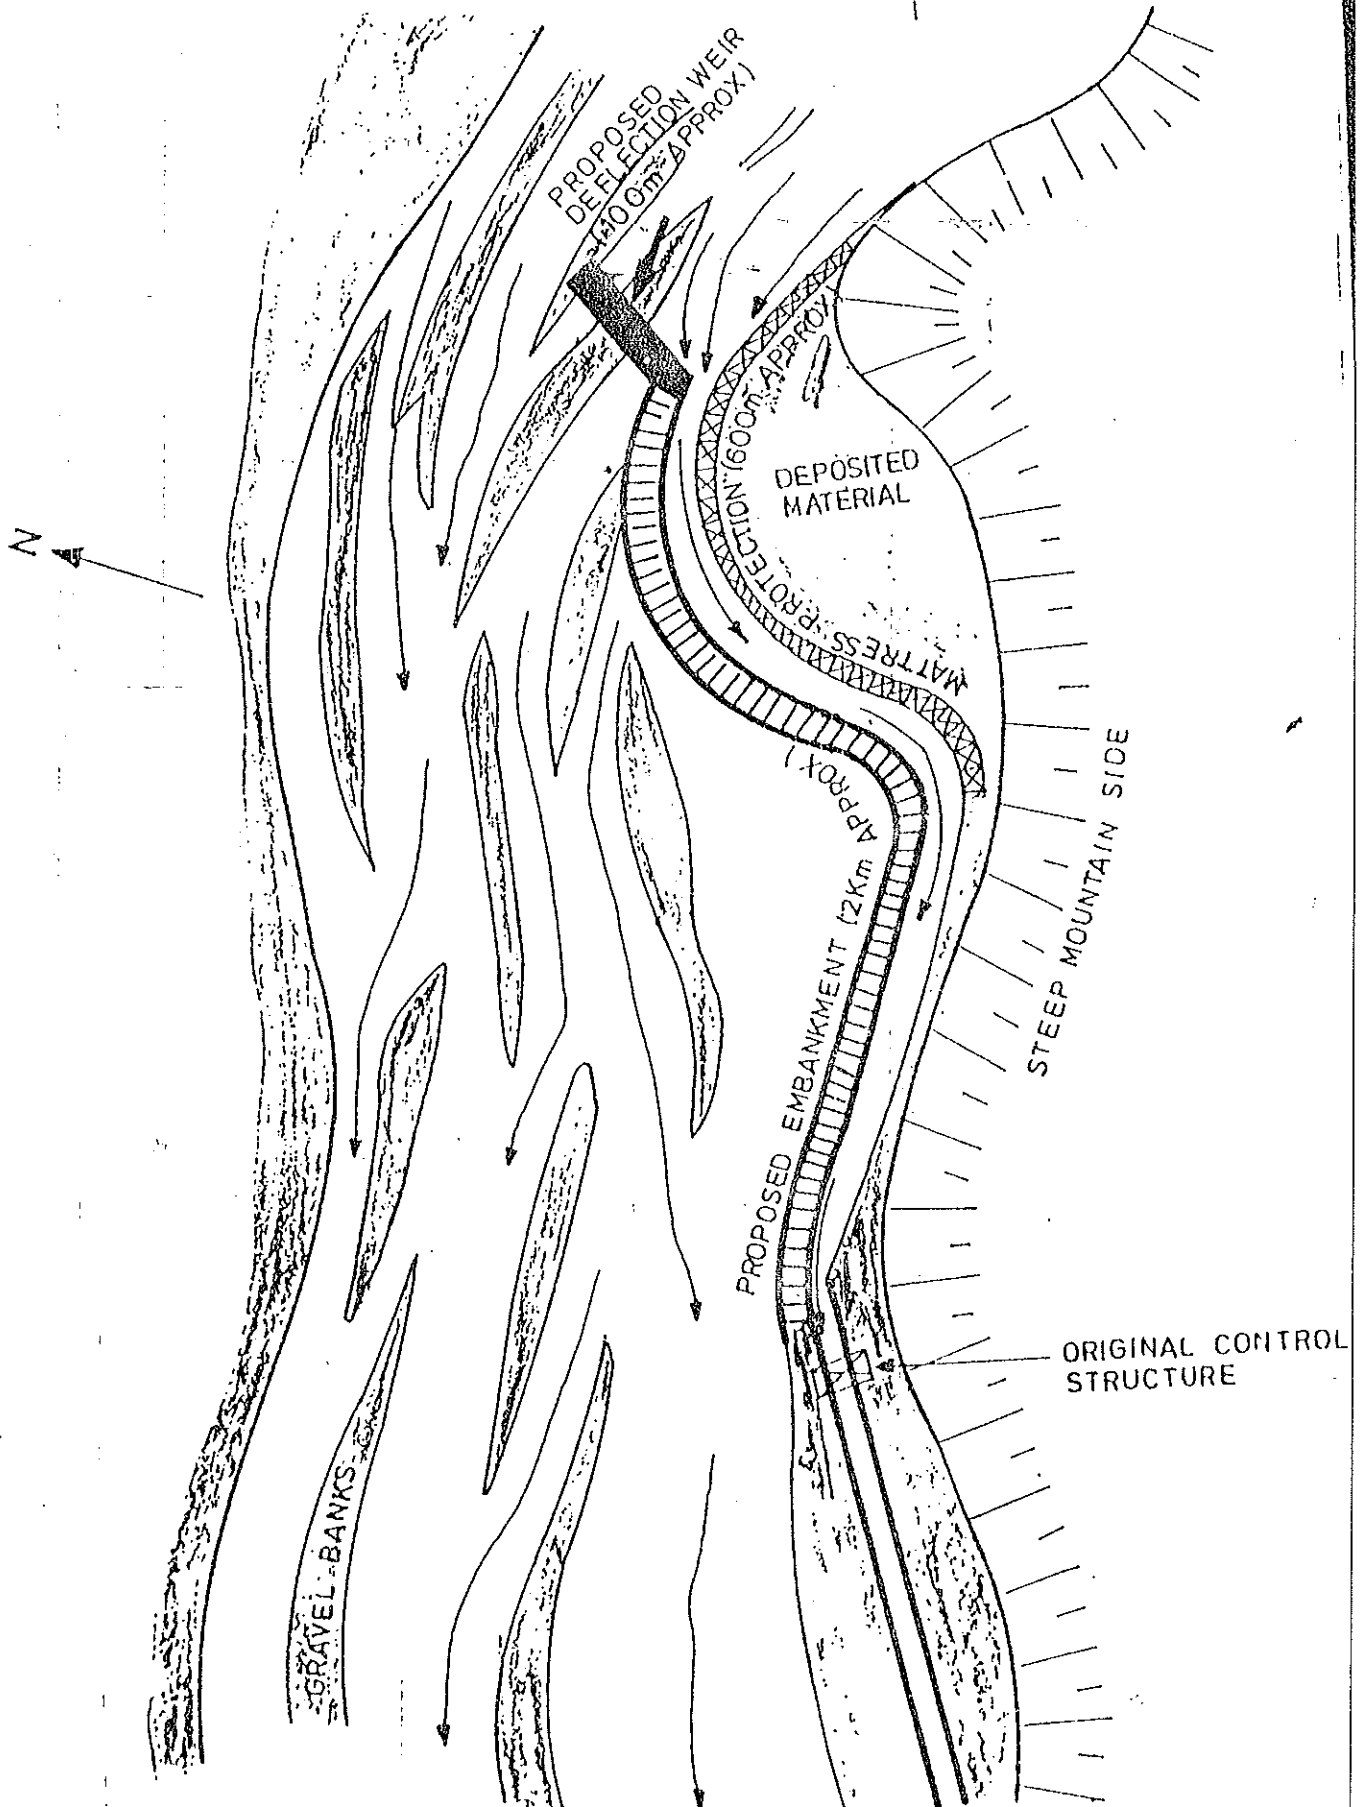 PROPOSED
DEFLECTION WEIR
(100m APPROX)
N
MATTRESS "PROTECTION" (600m APPROX)
DEPOSITED
MATERIAL
PROPOSED EMBANKMENT (2Km APPROX)
STEEP MOUNTAIN SIDE
ORIGINAL CONTROL
STRUCTURE
GRAVEL BANKS